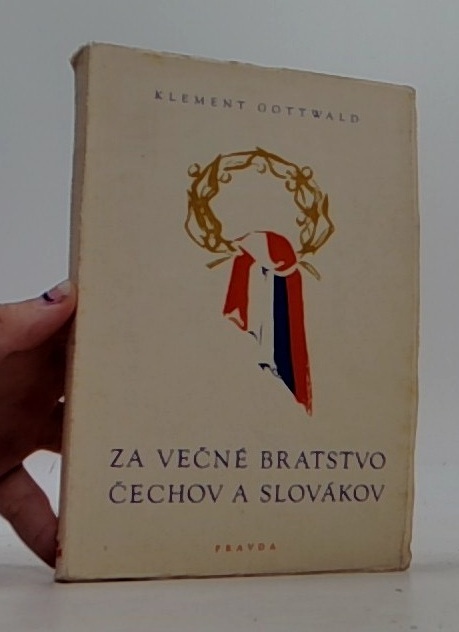 KLEMENT GOTTWALD
ZA VEČNÉ BRATSTVO
ČECHOV A SLOVÁKOV
PRAVDA